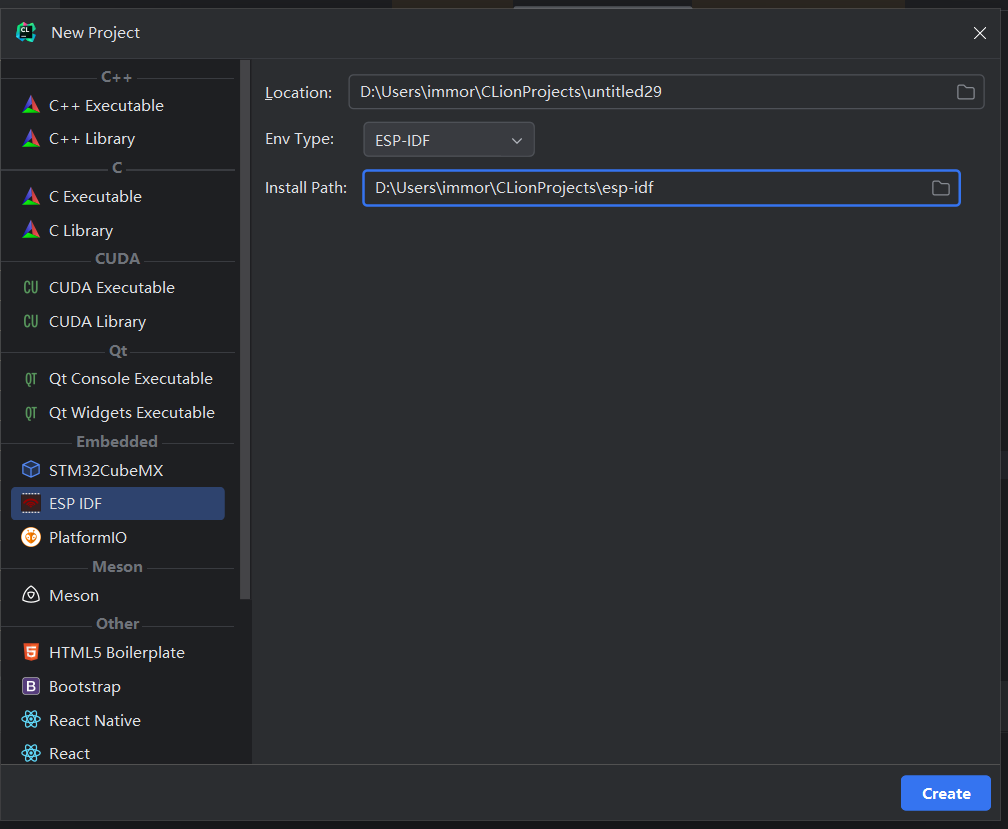 CL
New Project
C++
C++ Executable
C++ Library
C
C Executable
C Library
CUDA
CU CUDA Executable
CU CUDA Library
Qt
QT Qt Console Executable
QT Qt Widgets Executable
Embedded
STM32CubeMX
ESP IDF
PlatformIO
Meson
Meson
Other
5 HTML5 Boilerplate
B Bootstrap
React Native
React
Location: D:\Users\immor\CLionProjects\untitled29
Env Type: ESP-IDF
Install Path: D:\Users\immor\CLionProjects\esp-idf
Create